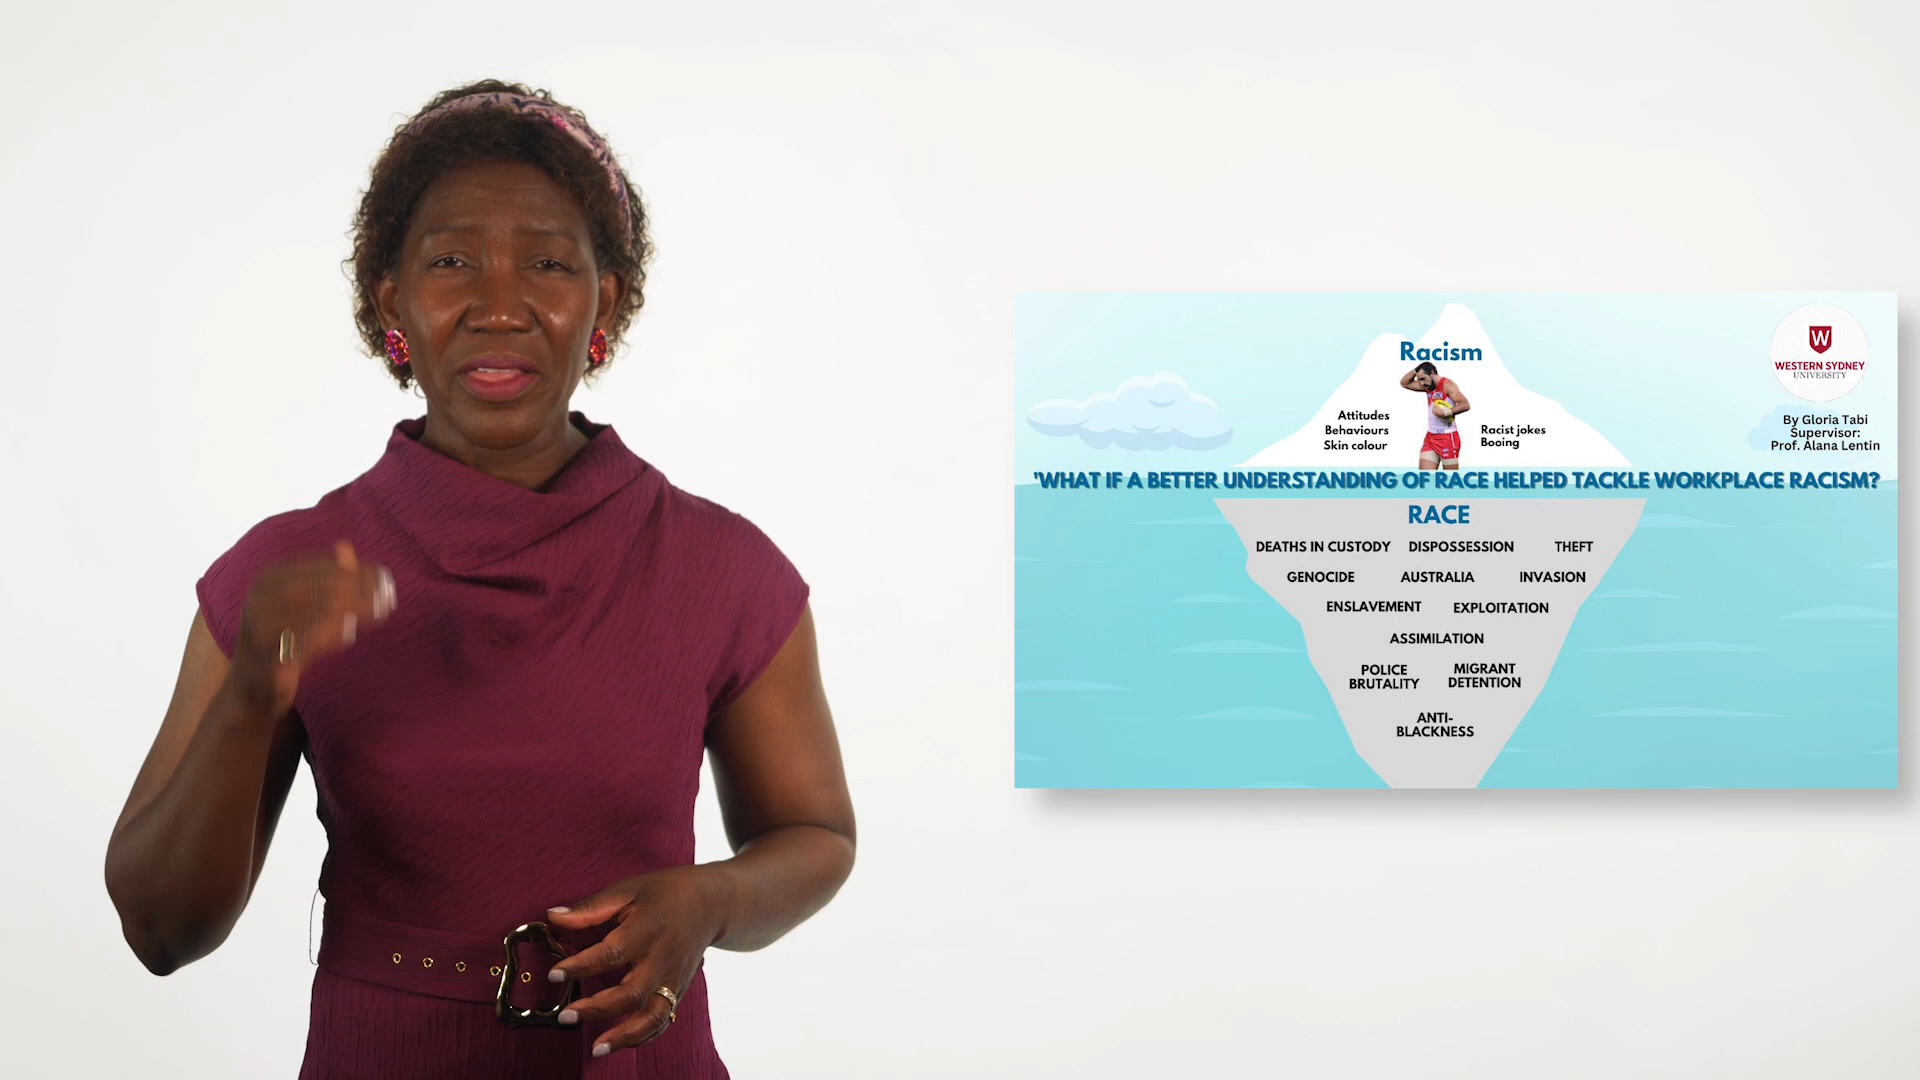 Racism
Attitudes
Behaviours
Skin colour
Racist jokes
Booing
W
WESTERN SYDNEY
UNIVERSITY
By Gloria Tabi
Supervisor:
Prof. Alana Lentin
'WHAT IF A BETTER UNDERSTANDING OF RACE HELPED TACKLE WORKPLACE RACISM?
RACE
DEATHS IN CUSTODY DISPOSSESSION THEFT
GENOCIDE AUSTRALIA INVASION
ENSLAVEMENT EXPLOITATION
ASSIMILATION
POLICE
BRUTALITY
MIGRANT
DETENTION
ANTI-
BLACKNESS